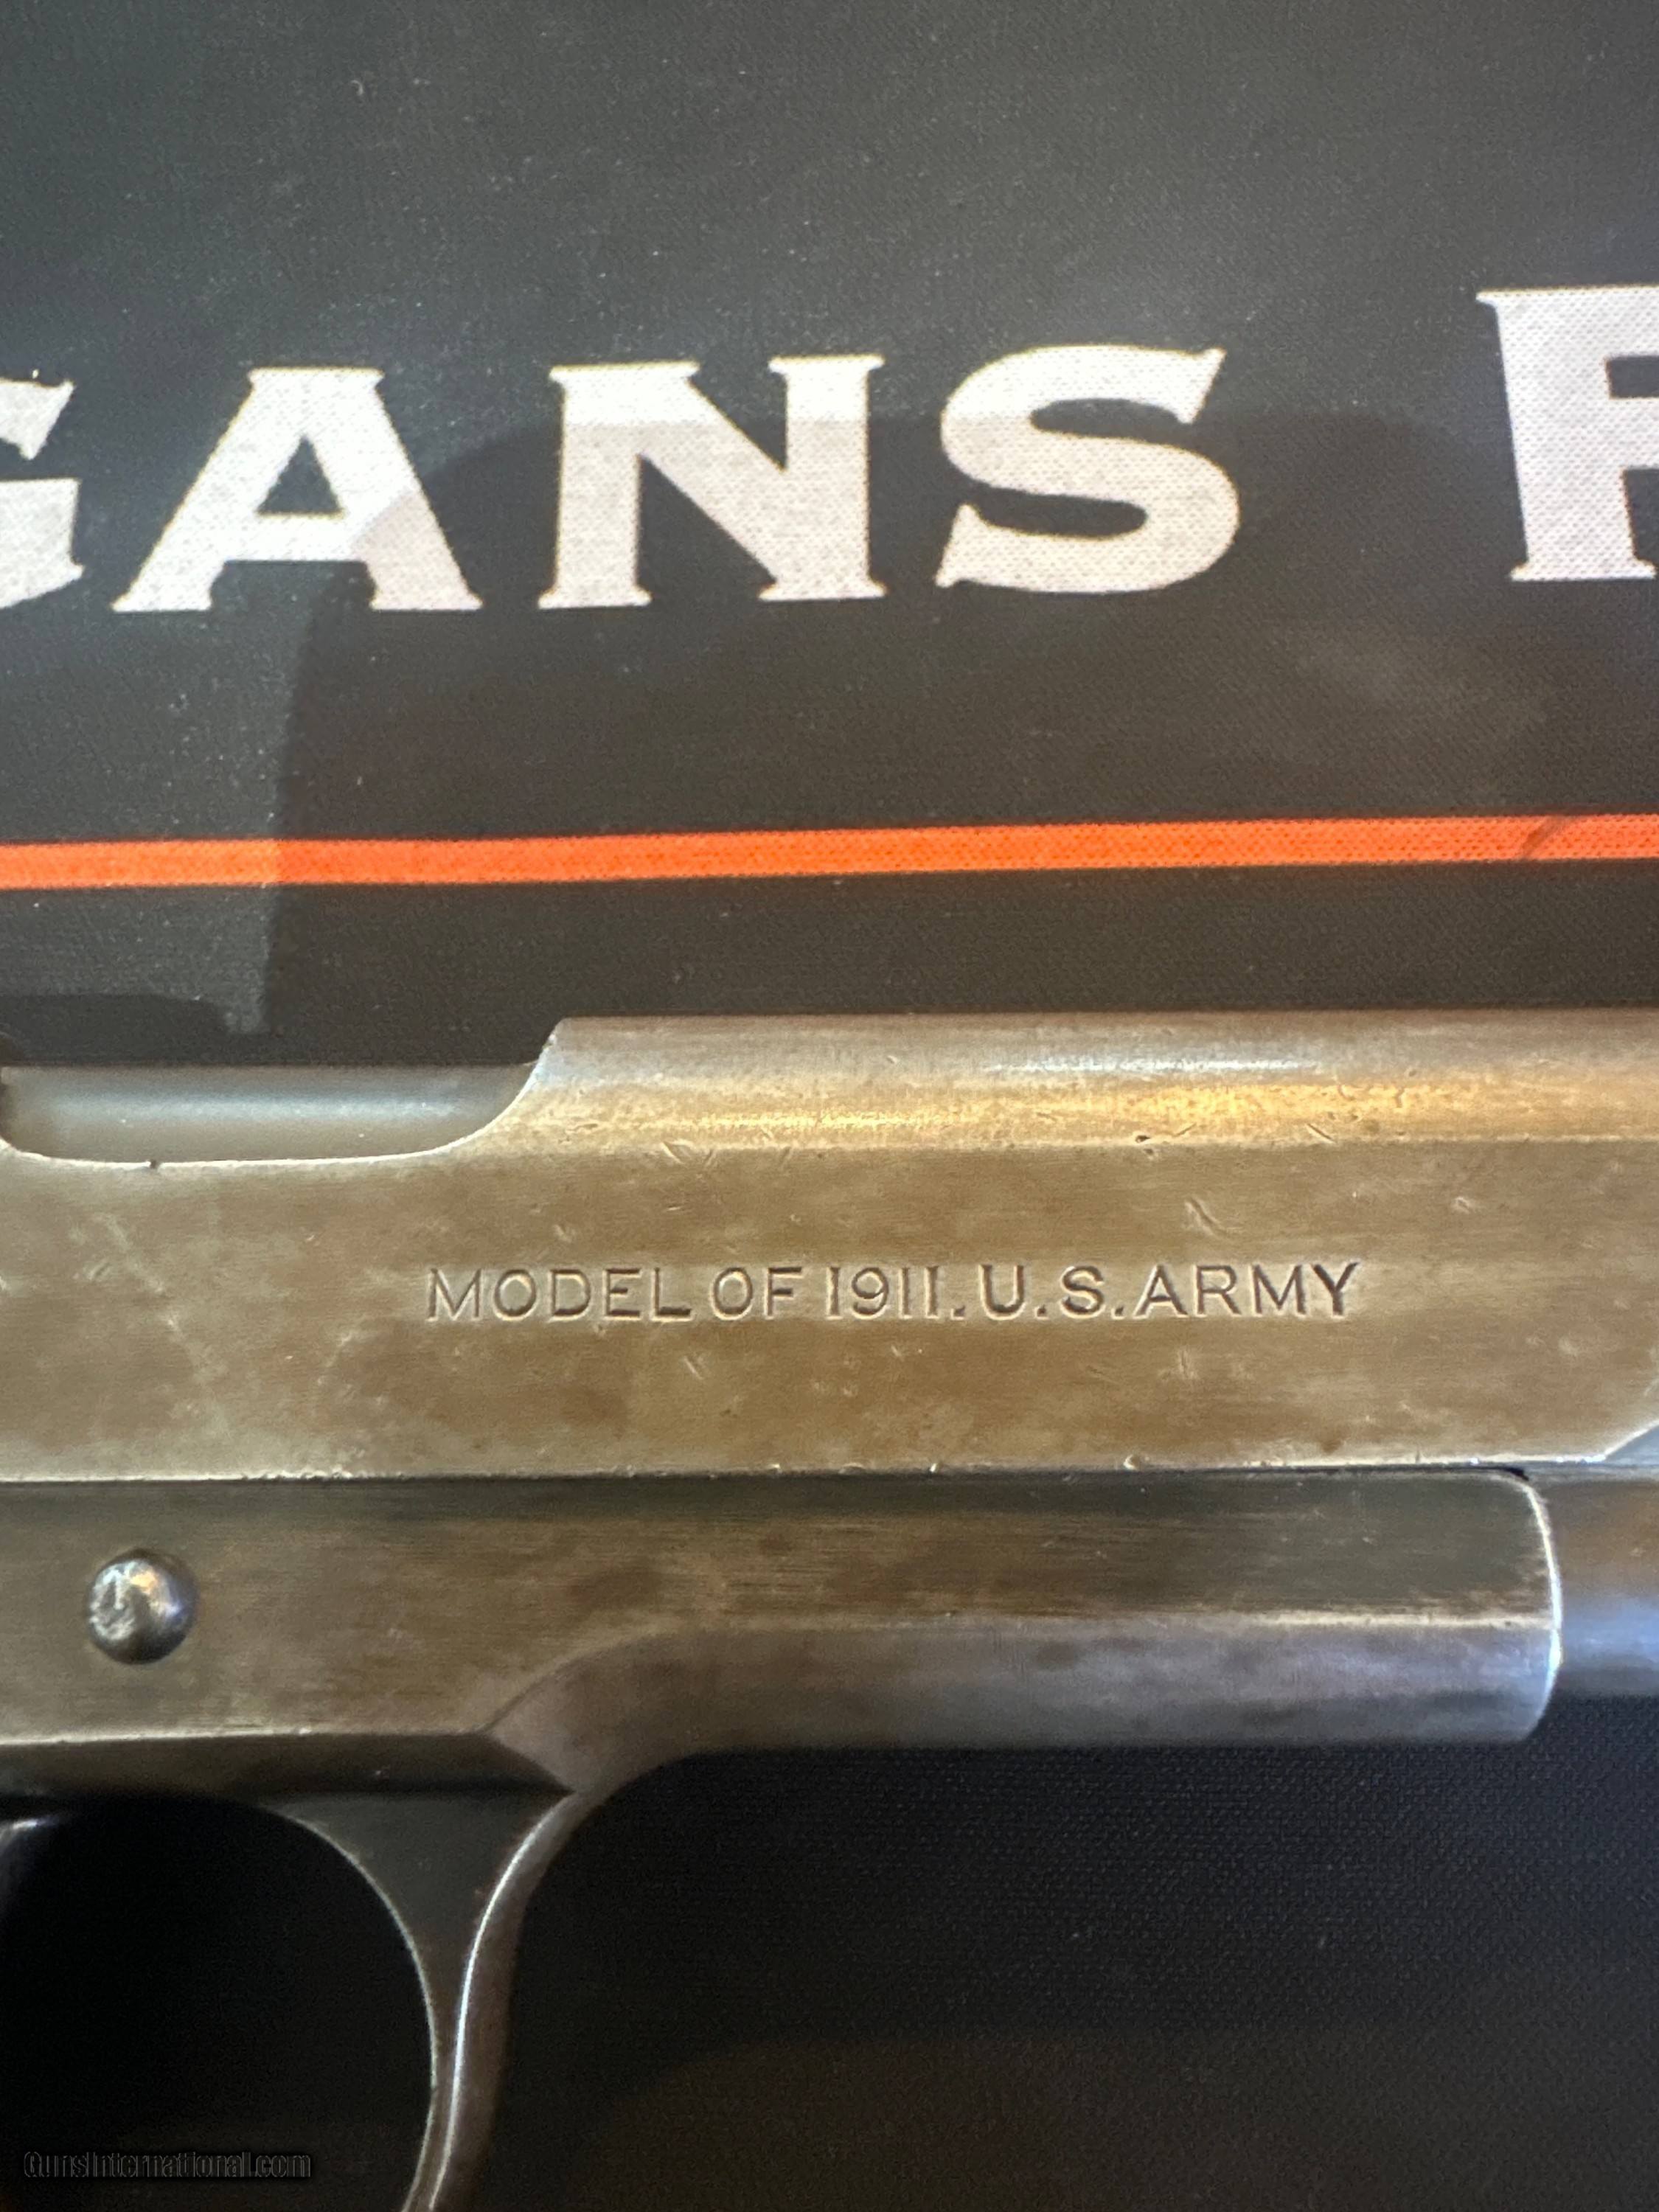 GANS
MODEL OF 1911. U.S. ARMY
GunsInternational.com